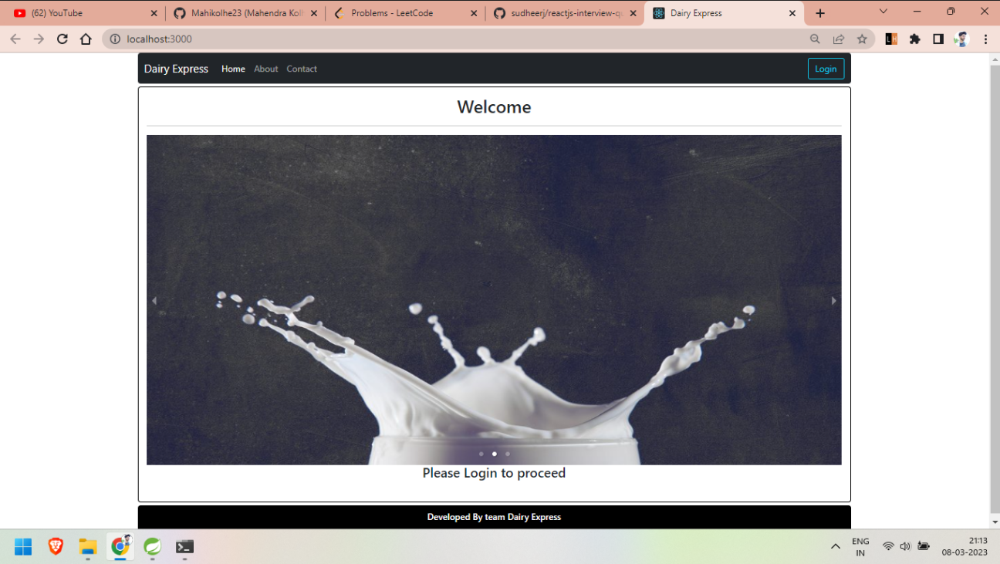 (62) YouTube
Mahikolhe23 (Mahendra Kolh
Problems - LeetCode
sudheerj/reactjs-interview-qu
Dairy Express
localhost:3000
Dairy Express Home About Contact Login
Welcome
Please Login to proceed
Developed By team Dairy Express
ENG
IN
21:13
08-03-2023